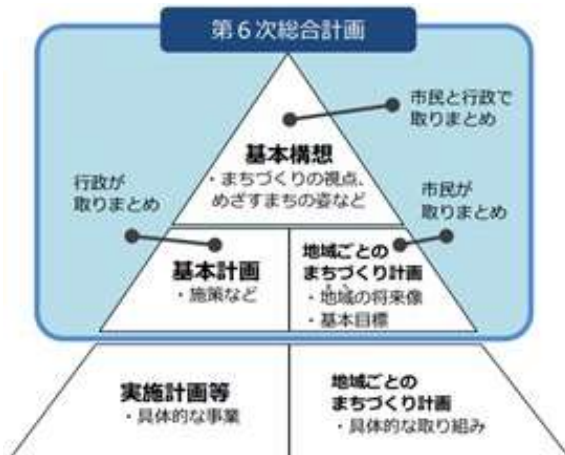 第6次総合計画
市民と行政で
取りまとめ
基本構想
・まちづくりの視点、
めざすまちの姿など
行政が
取りまとめ
市民が
取りまとめ
基本計画
・施策など
地域ごとの
まちづくり計画
・地域の将来像
・基本目標
実施計画等
・具体的な事業
地域ごとの
まちづくり計画
・具体的な取り組み